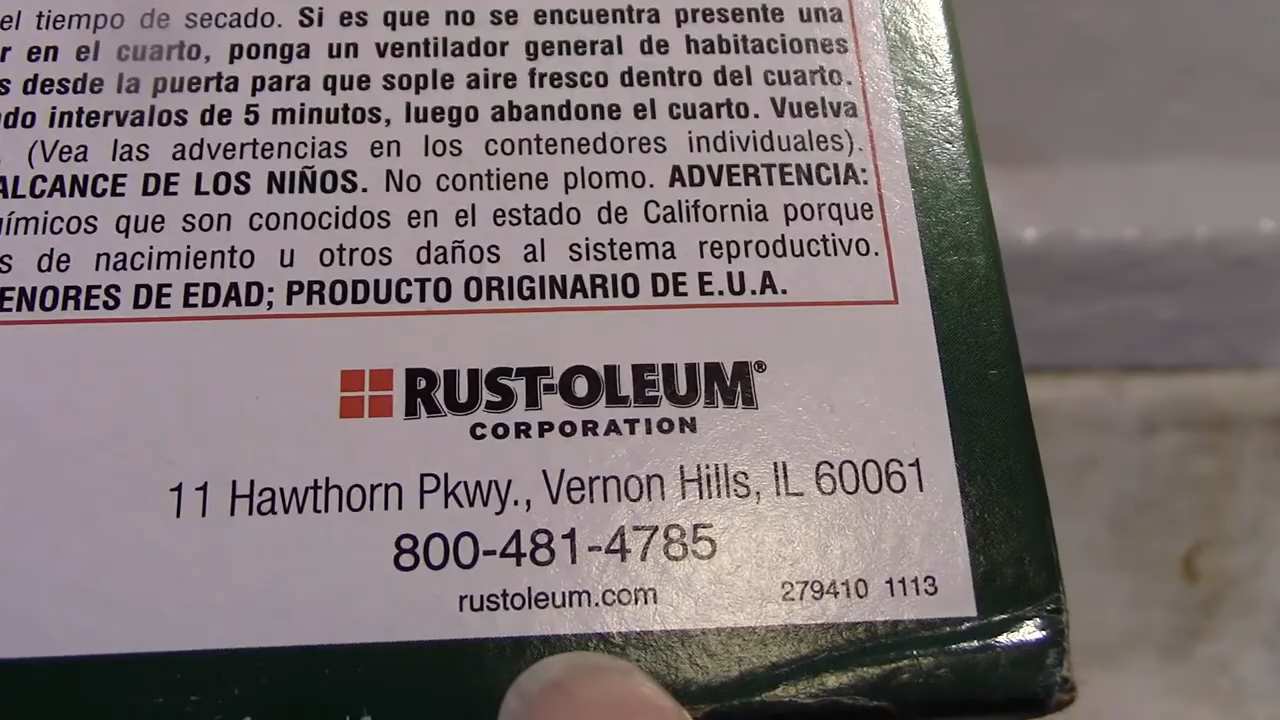 el tiempo de secado. Si es que no se encuentra presente una
en el cuarto, ponga un ventilador general de habitaciones
desde la puerta para que sople aire fresco dentro del cuarto.
intervalos de 5 minutos, luego abandone el cuarto. Vuelva
(Vea las advertencias en los contenedores individuales).
ALCANCE DE LOS NIÑOS. No contiene plomo. ADVERTENCIA:
que son conocidos en el estado de California porque
de nacimiento u otros daños al sistema reproductivo.
DE EDAD; PRODUCTO ORIGINARIO DE E.U.A.
RUST-OLEUM®
CORPORATION
11 Hawthorn Pkwy., Vernon Hills, IL 60061
800-481-4785
rustoleum.com 279410 1113